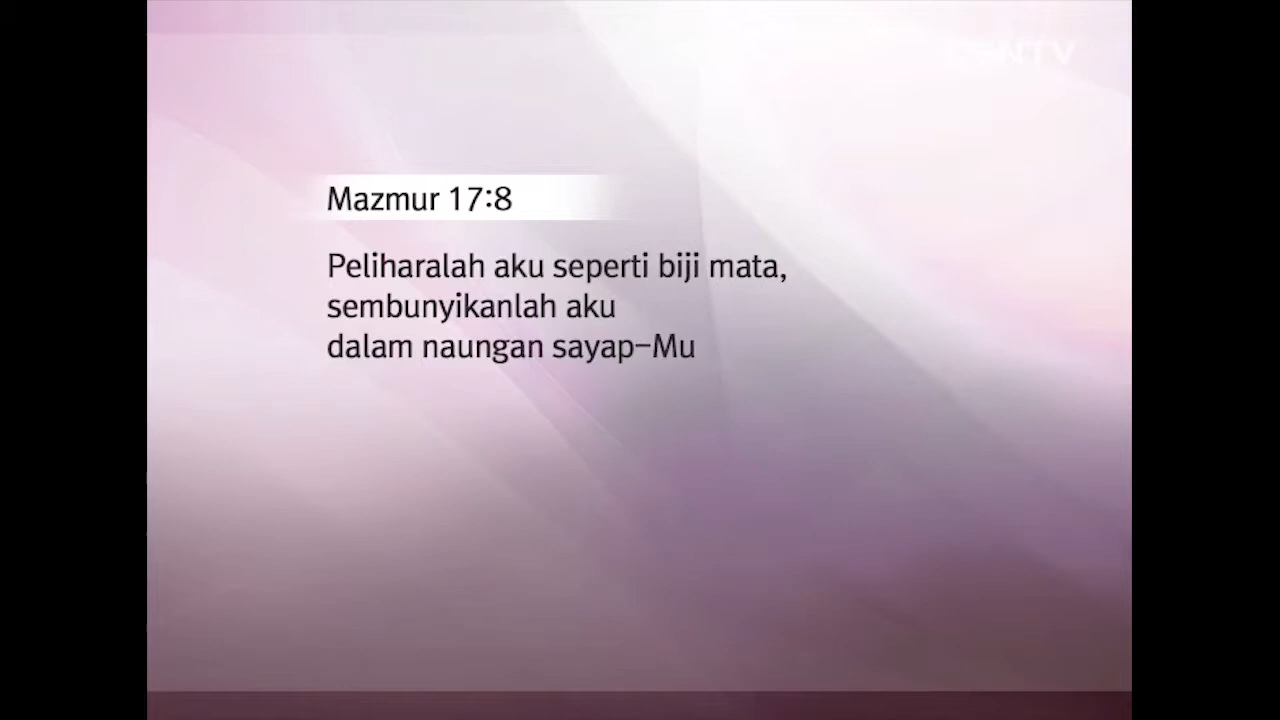 Mazmur 17:8
Peliharalah aku seperti biji mata,
sembunyikanlah aku
dalam naungan sayap-Mu